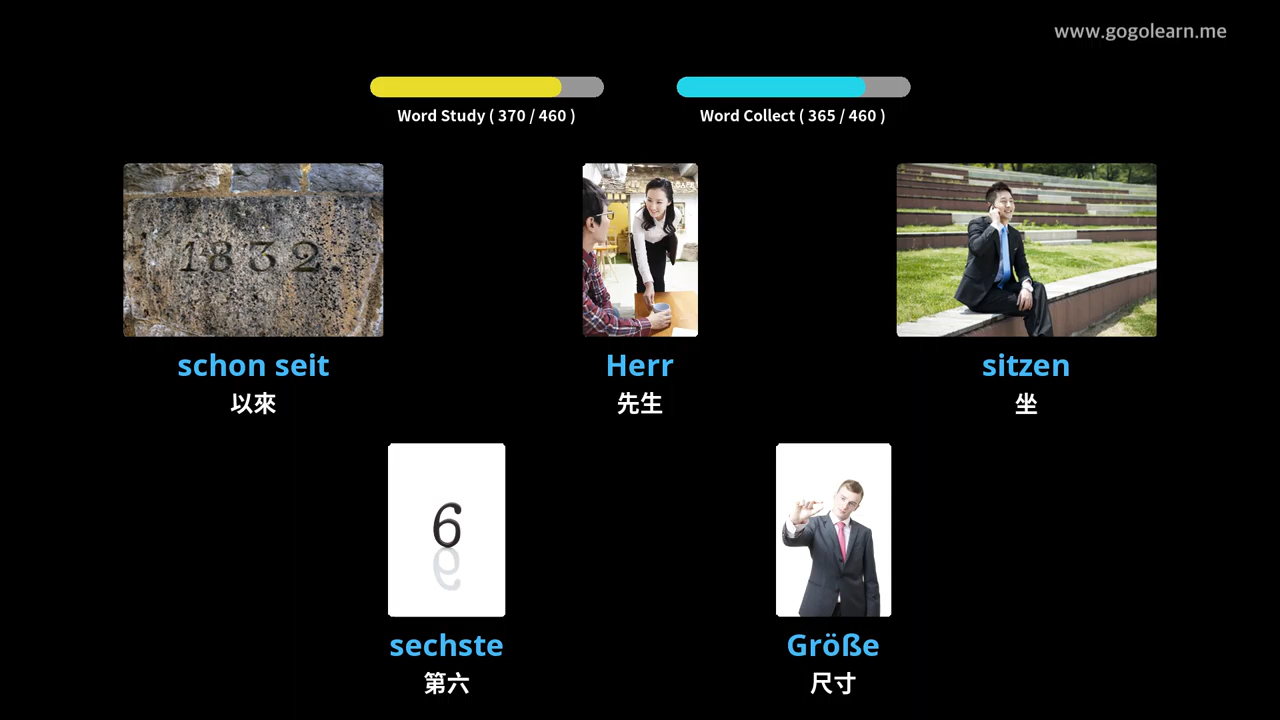 www.gogolearn.me
Word Study ( 370 / 460 )
Word Collect ( 365 / 460 )
1832.
schon seit
以來
Herr
先生
sitzen
坐
6
sechste
第六
Größe
尺寸